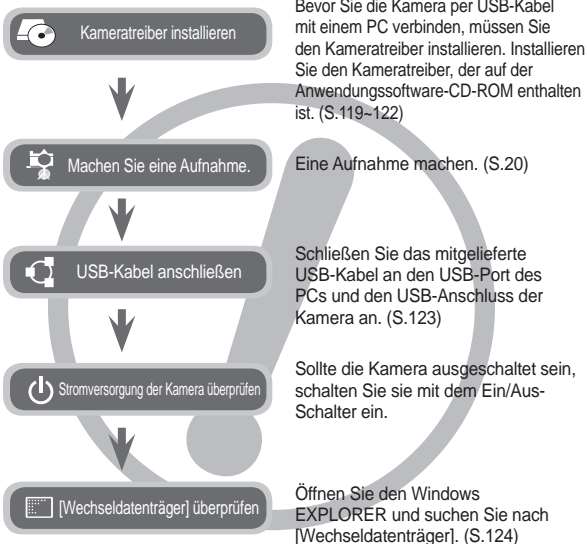 Kameratreiber installieren
Bevor Sie die Kamera per USB-Kabel
mit einem PC verbinden, müssen Sie
den Kameratreiber installieren. Installieren
Sie den Kameratreiber, der auf der
Anwendungssoftware-CD-ROM enthalten
ist. (S.119~122)
Machen Sie eine Aufnahme.
Eine Aufnahme machen. (S.20)
USB-Kabel anschließen
Schließen Sie das mitgelieferte
USB-Kabel an den USB-Port des
PCs und den USB-Anschluss der
Kamera an. (S.123)
Stromversorgung der Kamera überprüfen
Sollte die Kamera ausgeschaltet sein,
schalten Sie sie mit dem Ein/Aus-
Schalter ein.
[Wechseldatenträger] überprüfen
Öffnen Sie den Windows
EXPLORER und suchen Sie nach
[Wechseldatenträger]. (S.124)